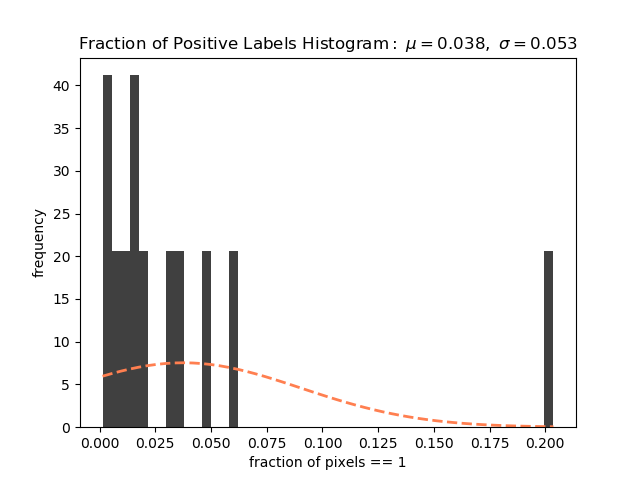 Fraction of Positive Labels Histogram : μ = 0.038, σ = 0.053
frequency
40
35
30
25
20
15
10
5
0
0.000 0.025 0.050 0.075 0.100 0.125 0.150 0.175 0.200
fraction of pixels == 1